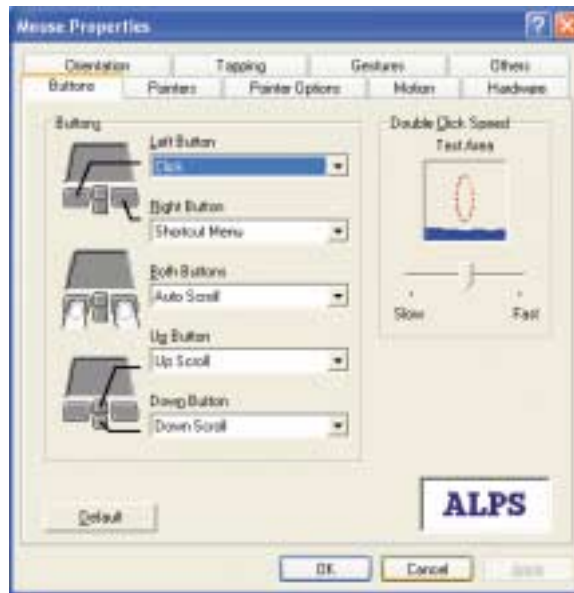 Mouse Properties
Orientation Tapping Gestures Others
Buttons Pointers Pointer Options Motion Hardware
Buttons
Left Button
Click
Right Button
Shortcut Menu
Both Buttons
Auto Scroll
Up Button
Up Scroll
Down Button
Down Scroll
Double Click Speed
Test Area
Slow Fast
Default
ALPS
OK Cancel Apply